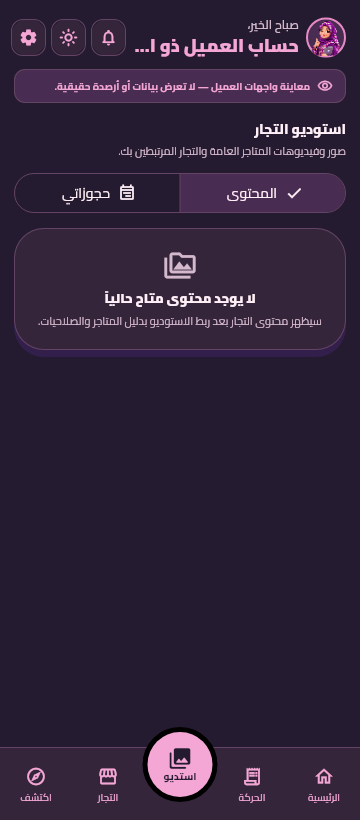 صباح الخير،
حساب العميل ذو ا...
معاينة واجهات العميل — لا تعرض بيانات أو أرصدة حقيقية.
استوديو التجار
صور وفيديوهات المتاجر العامة والتجار المرتبطين بك.
المحتوى
حجوزاتي
لا يوجد محتوى متاح حالياً
سيظهر محتوى التجار بعد ربط الاستوديو بدليل المتاجر والصلاحيات.
الرئيسية
الحركة
استديو
التجار
اكتشف